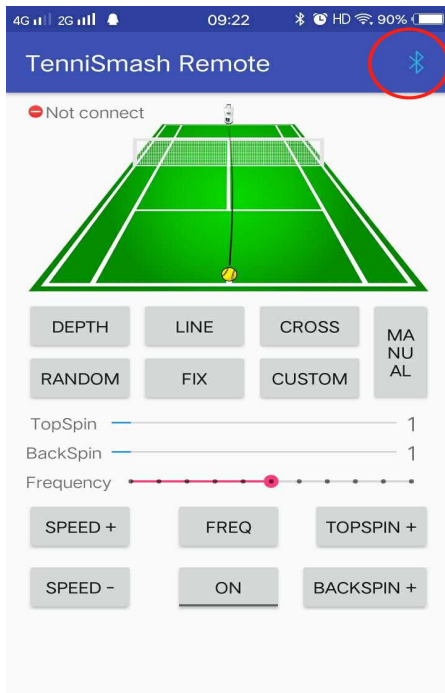 4G 2G 09:22 HD 90%
TenniSmash Remote
Not connect
DEPTH LINE CROSS
MA
NU
AL
RANDOM FIX CUSTOM
TopSpin 1
BackSpin 1
Frequency
SPEED + FREQ TOPSPIN +
SPEED - ON BACKSPIN +